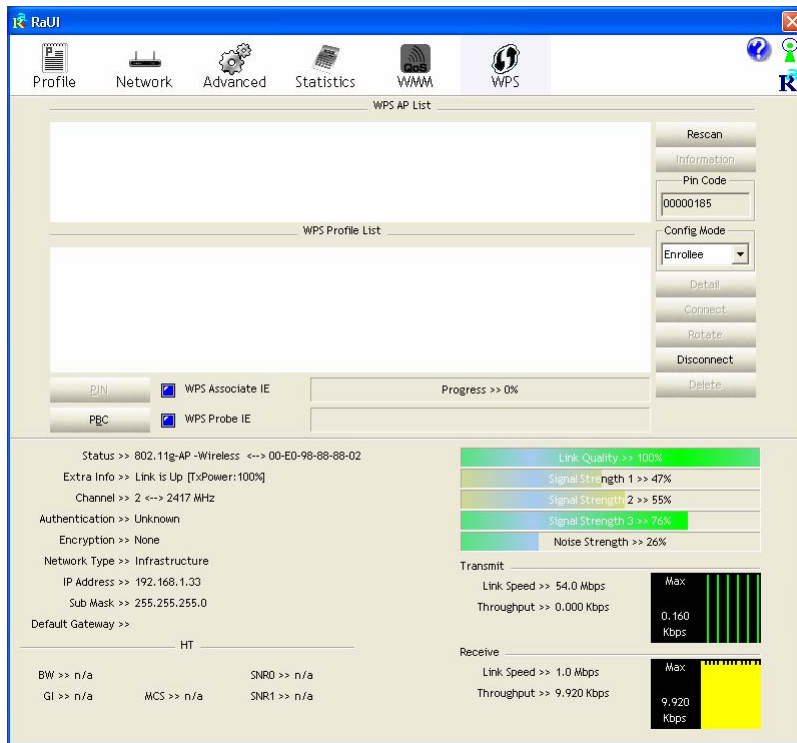 RaUI
Profile Network Advanced Statistics QoS WMM WPS
WPS AP List
Rescan
Information
Pin Code
00000185
WPS Profile List
Config Mode
Enrollee
Detail
Connect
Rotate
Disconnect
Delete
PIN WPS Associate IE Progress >> 0%
PBC WPS Probe IE
Status >> 802.11g-AP -Wireless <--> 00-E0-98-88-88-02
Extra Info >> Link is Up [TxPower:100%]
Channel >> 2 <--> 2417 MHz
Authentication >> Unknown
Encryption >> None
Network Type >> Infrastructure
IP Address >> 192.168.1.33
Sub Mask >> 255.255.255.0
Default Gateway >>
HT
BW >> n/a SNR0 >> n/a
GI >> n/a MCS >> n/a SNR1 >> n/a
Link Quality >> 100%
Signal Strength 1 >> 47%
Signal Strength 2 >> 55%
Signal Strength 3 >> 76%
Noise Strength >> 26%
Transmit
Link Speed >> 54.0 Mbps
Throughput >> 0.000 Kbps
Max
0.160
Kbps
Receive
Link Speed >> 1.0 Mbps
Throughput >> 9.920 Kbps
Max
9.920
Kbps